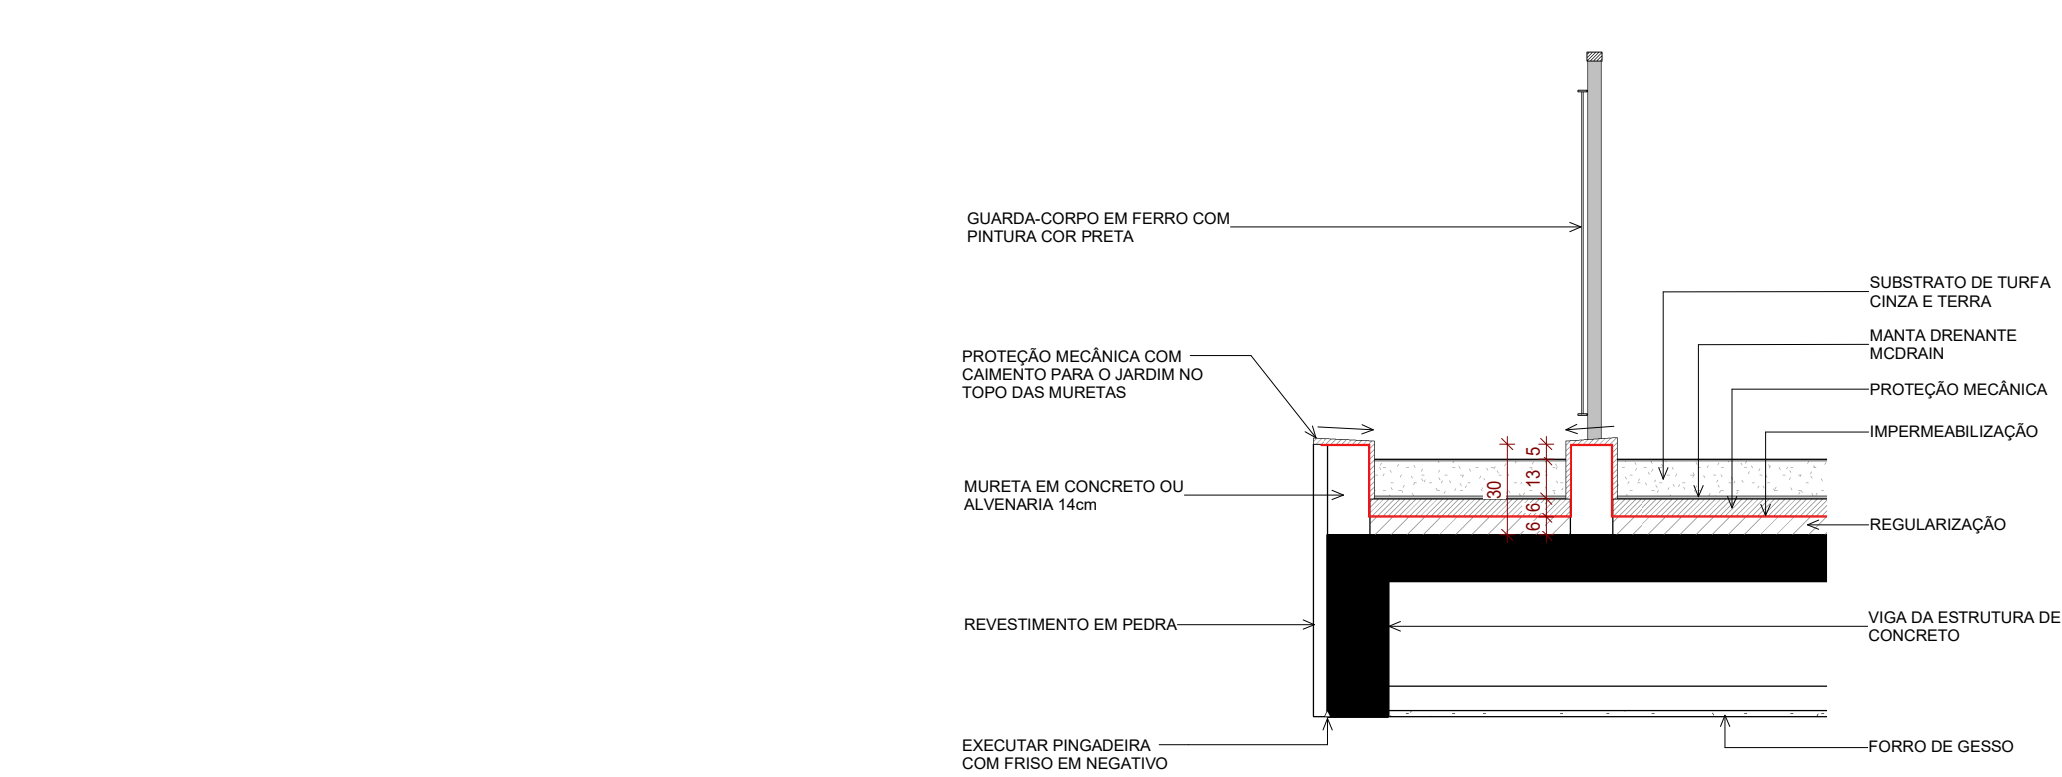 GUARDA-CORPO EM FERRO COM
PINTURA COR PRETA
PROTEÇÃO MECÂNICA COM
CAIMENTO PARA O JARDIM NO
TOPO DAS MURETAS
MURETA EM CONCRETO OU
ALVENARIA 14cm
REVESTIMENTO EM PEDRA
EXECUTAR PINGADEIRA
COM FRISO EM NEGATIVO
30
5
13
6
6
SUBSTRATO DE TURFA
CINZA E TERRA
MANTA DRENANTE
MCDRAIN
PROTEÇÃO MECÂNICA
IMPERMEABILIZAÇÃO
REGULARIZAÇÃO
VIGA DA ESTRUTURA DE
CONCRETO
FORRO DE GESSO